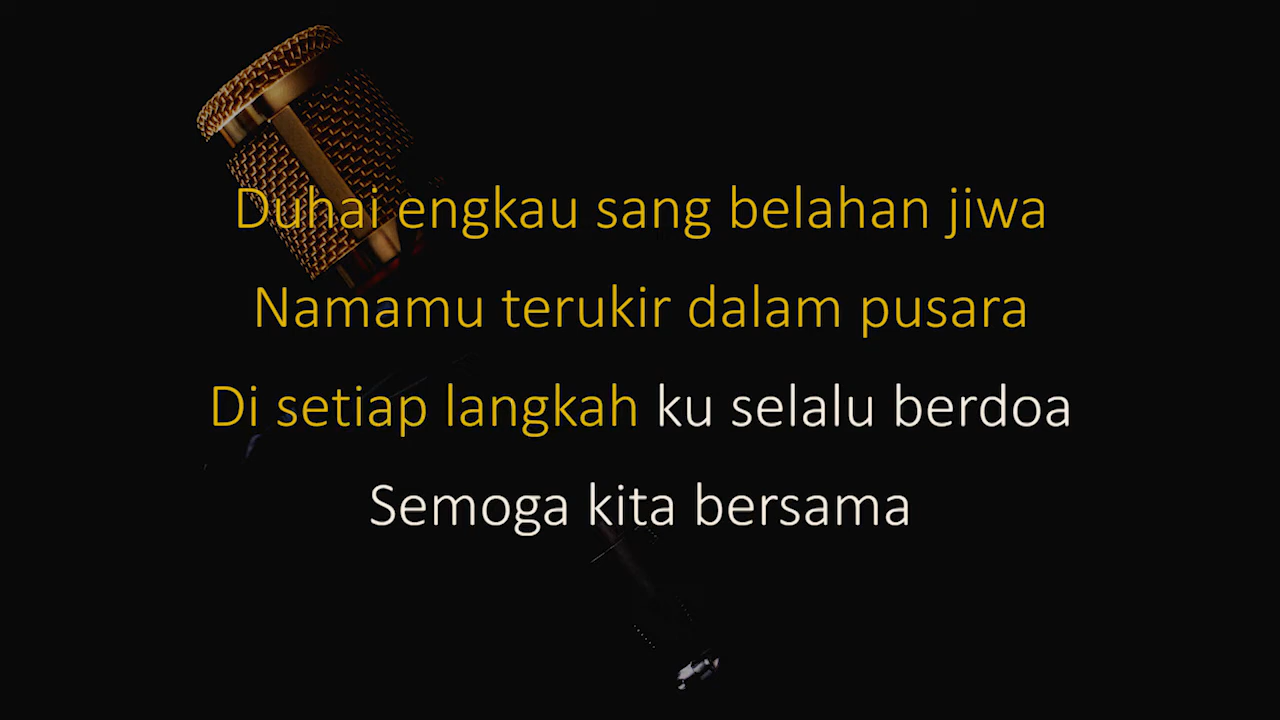 Duhai engkau sang belahan jiwa
Namamu terukir dalam pusara
Di setiap langkah ku selalu berdoa
Semoga kita bersama